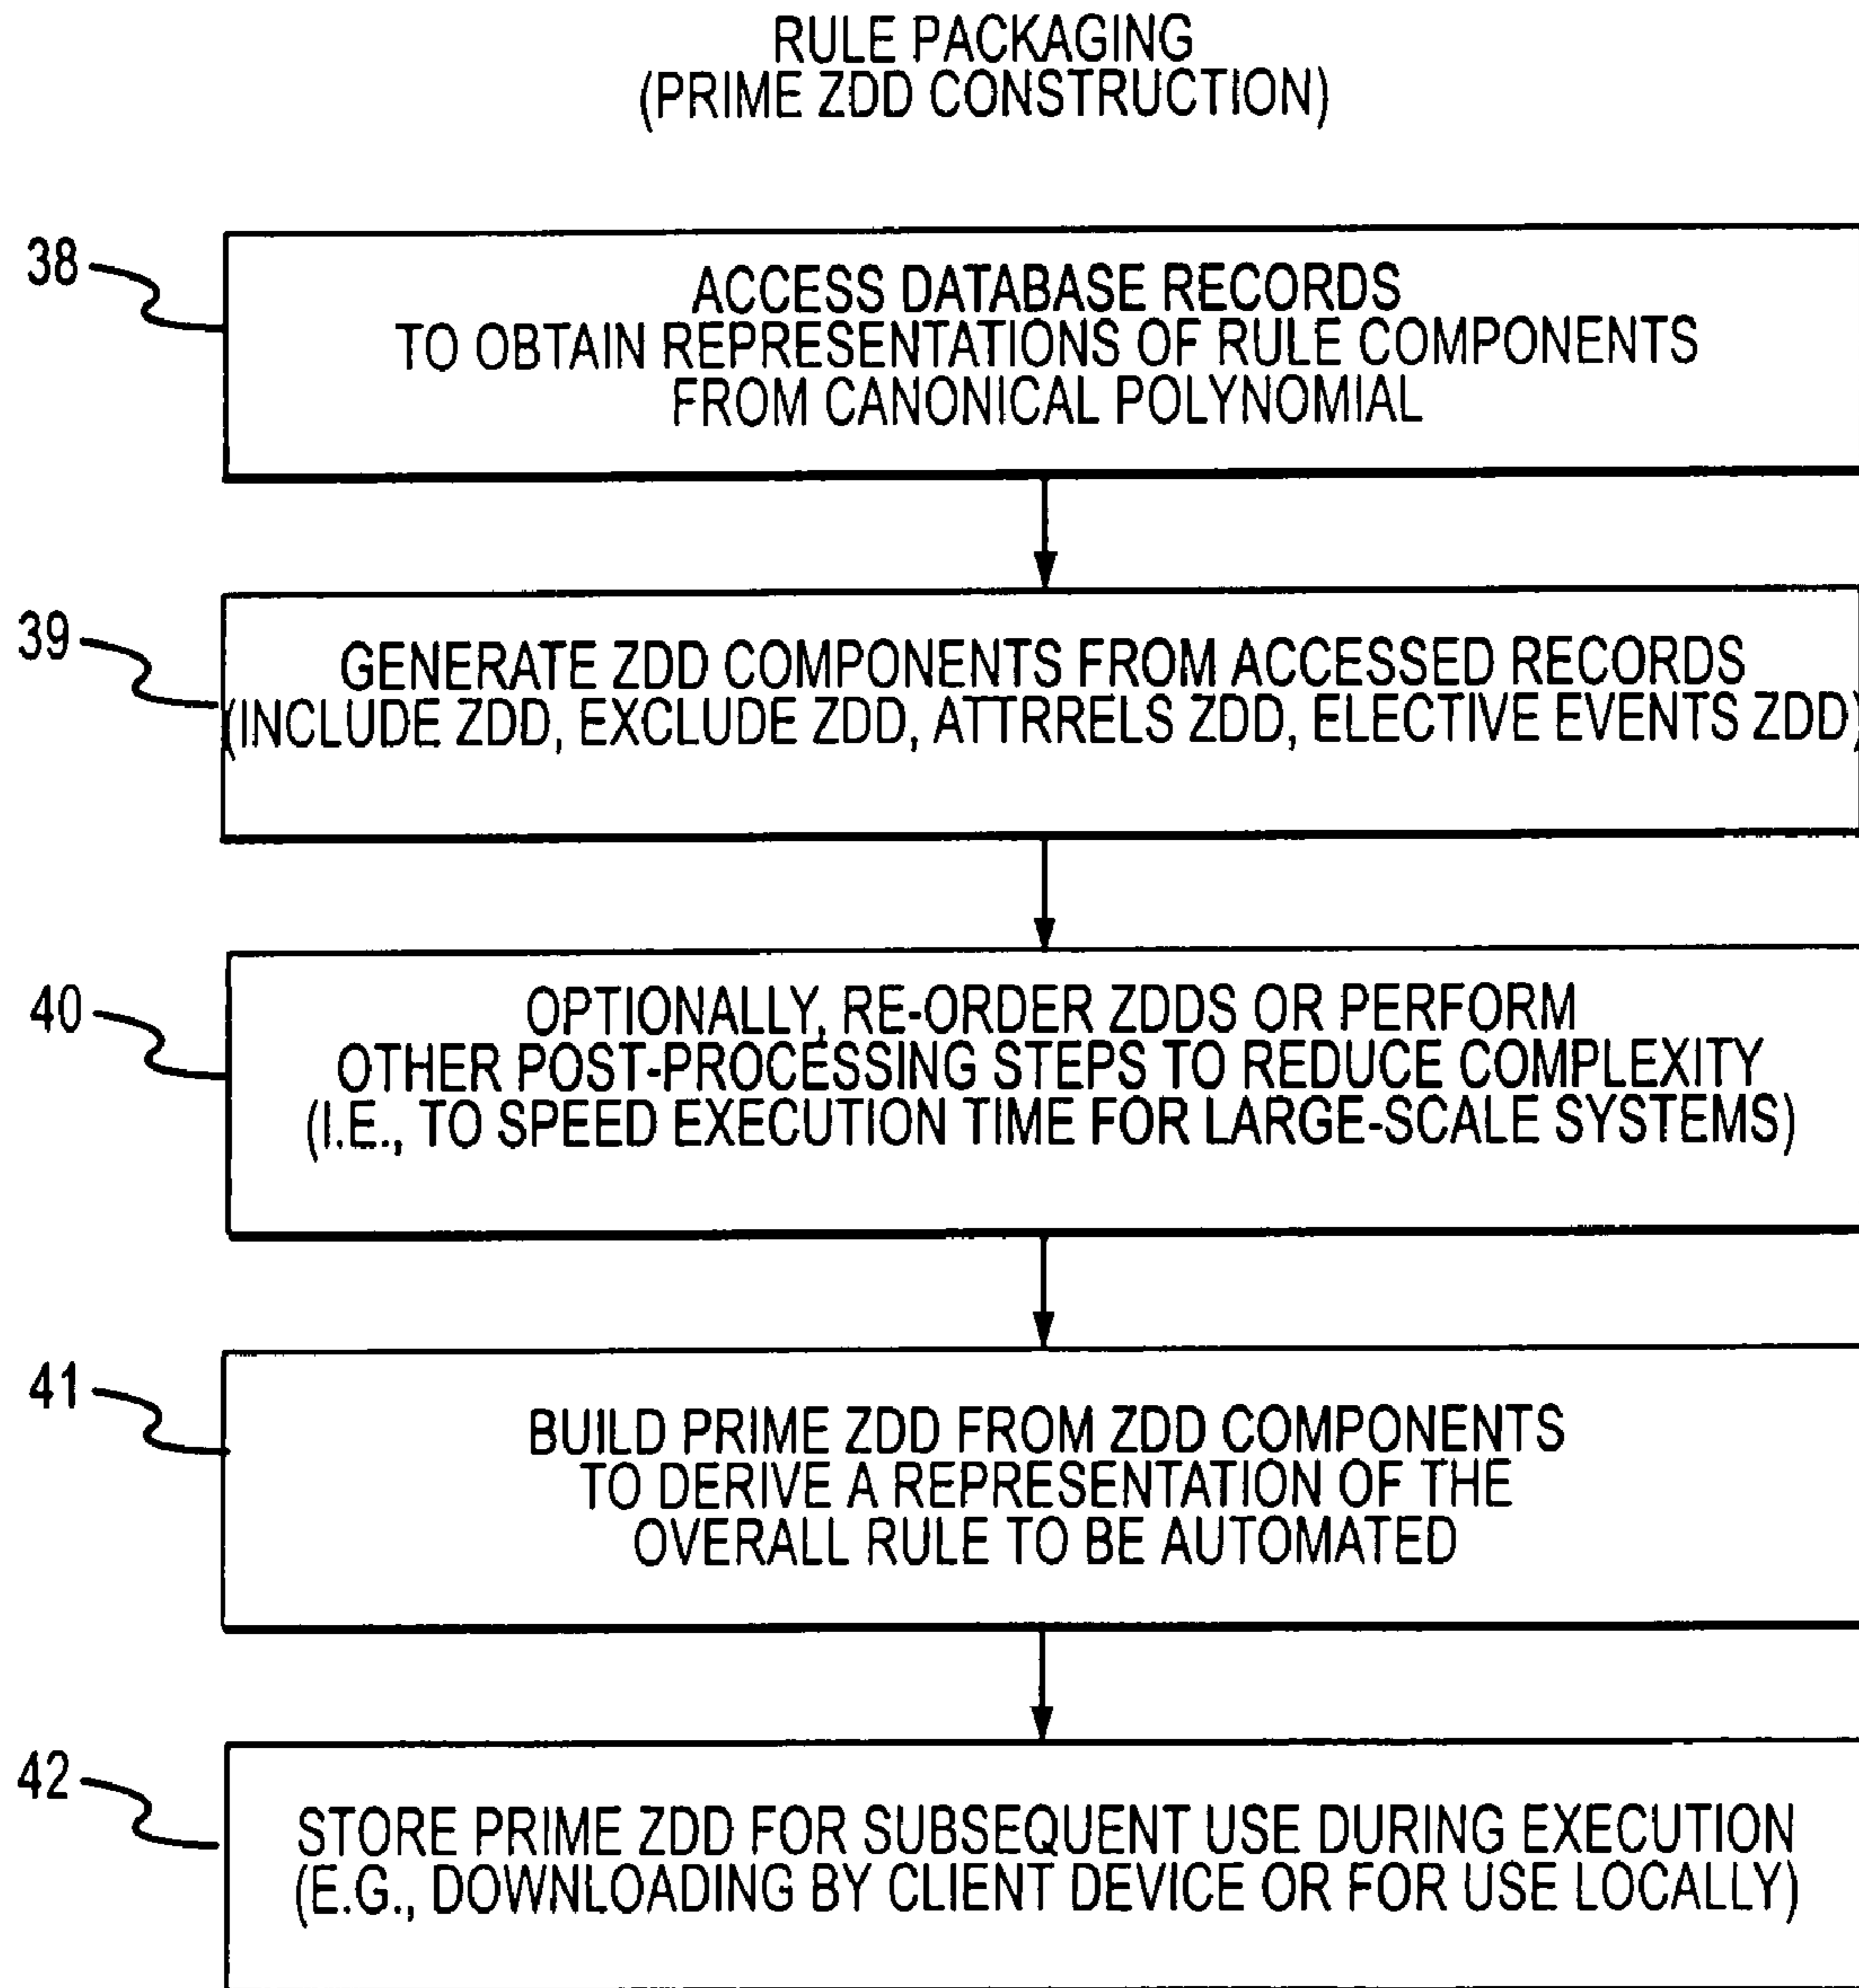 RULE PACKAGING
(PRIME ZDD CONSTRUCTION)
38
ACCESS DATABASE RECORDS
TO OBTAIN REPRESENTATIONS OF RULE COMPONENTS
FROM CANONICAL POLYNOMIAL
39
GENERATE ZDD COMPONENTS FROM ACCESSED RECORDS
(INCLUDE ZDD, EXCLUDE ZDD, ATTRRELS ZDD, ELECTIVE EVENTS ZDD)
40
OPTIONALLY, RE-ORDER ZDDS OR PERFORM
OTHER POST-PROCESSING STEPS TO REDUCE COMPLEXITY
(I.E., TO SPEED EXECUTION TIME FOR LARGE-SCALE SYSTEMS)
41
BUILD PRIME ZDD FROM ZDD COMPONENTS
TO DERIVE A REPRESENTATION OF THE
OVERALL RULE TO BE AUTOMATED
42
STORE PRIME ZDD FOR SUBSEQUENT USE DURING EXECUTION
(E.G., DOWNLOADING BY CLIENT DEVICE OR FOR USE LOCALLY)